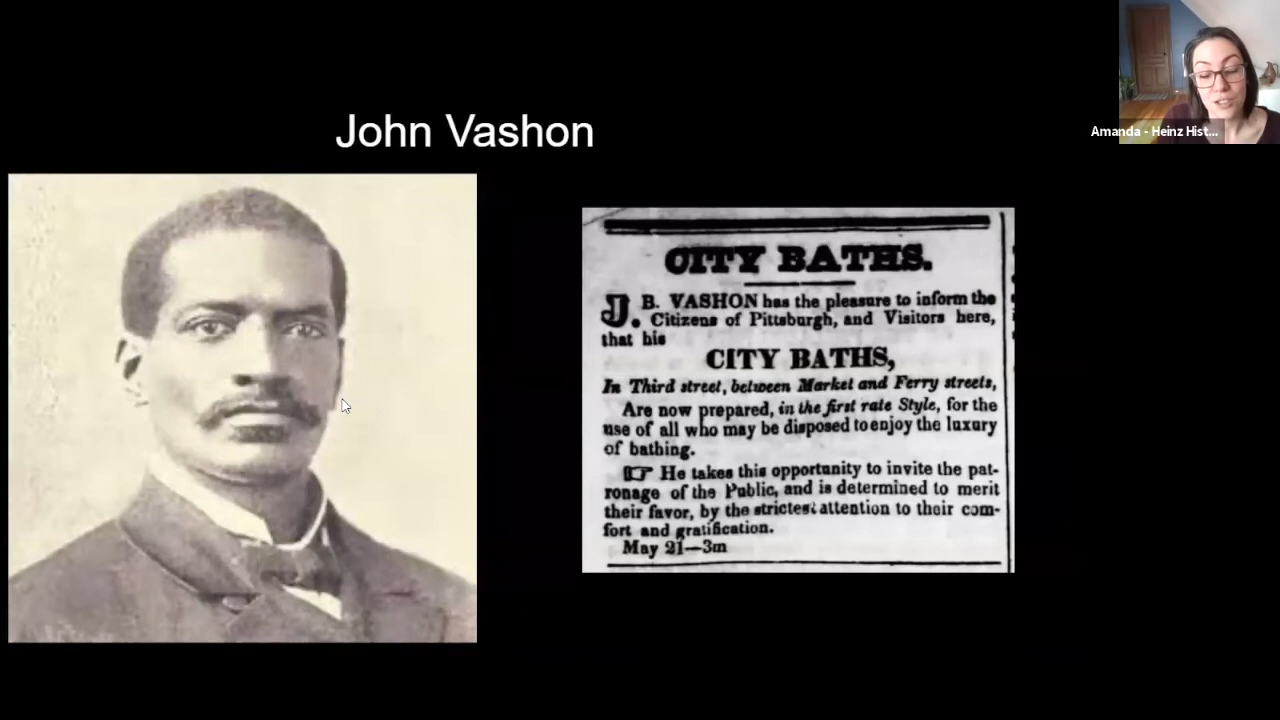 John Vashon
Amanda - Heinz Hist...
CITY BATHS.
J. B. VASHON has the pleasure to inform the
Citizens of Pittsburgh, and Visitors here,
that his
CITY BATHS,
In Third street, between Market and Ferry streets,
Are now prepared, in the first rate Style, for the
use of all who may be disposed to enjoy the luxury
of bathing.
☞ He takes this opportunity to invite the pat-
ronage of the Public, and is determined to merit
their favor, by the strictest attention to their com-
fort and gratification.
May 21—3m